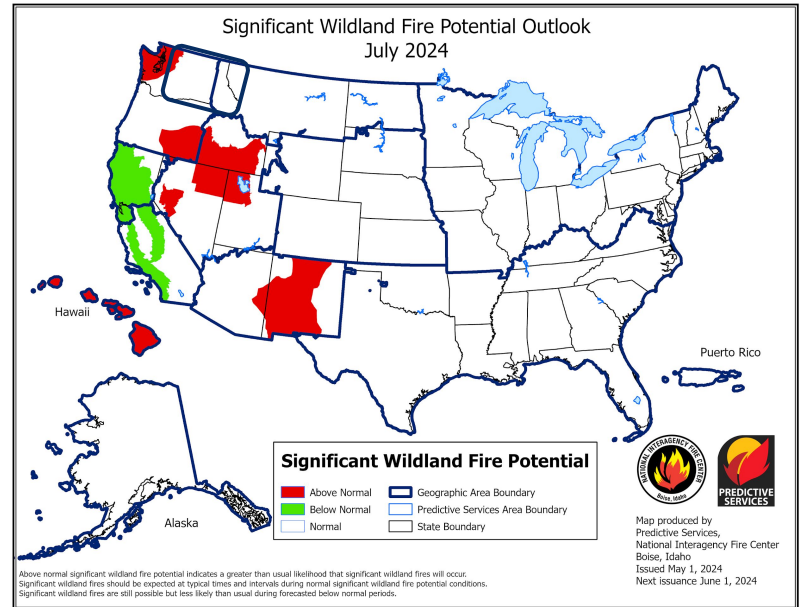 Significant Wildland Fire Potential Outlook
July 2024
Hawaii
Puerto Rico
Alaska
Significant Wildland Fire Potential
Above Normal
Geographic Area Boundary
Below Normal
Predictive Services Area Boundary
Normal
State Boundary
NATIONAL INTERAGENCY FIRE CENTER
Boise, Idaho
PREDICTIVE
SERVICES
Map produced by
Predictive Services,
National Interagency Fire Center
Boise, Idaho
Issued May 1, 2024
Next issuance June 1, 2024
Above normal significant wildland fire potential indicates a greater than usual likelihood that significant wildland fires will occur.
Significant wildland fires should be expected at typical times and intervals during normal significant wildland fire potential conditions.
Significant wildland fires are still possible but less likely than usual during forecasted below normal periods.